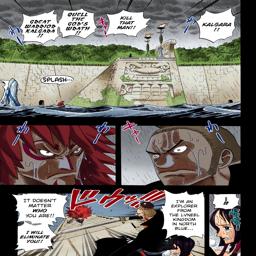 KALGARA
!!
KILL
THAT
MAN!!
QUELL
THE
GOD'S
WRATH
!!
GREAT
WARRIOR
KALGARA
!!
SPLASH
IT DOESN'T
MATTER
WHO
YOU ARE!!
I WILL
ELIMINATE
YOU!!
I'M AN
EXPLORER
FROM THE
LVNEEL
KINGDOM
IN NORTH
BLUE...